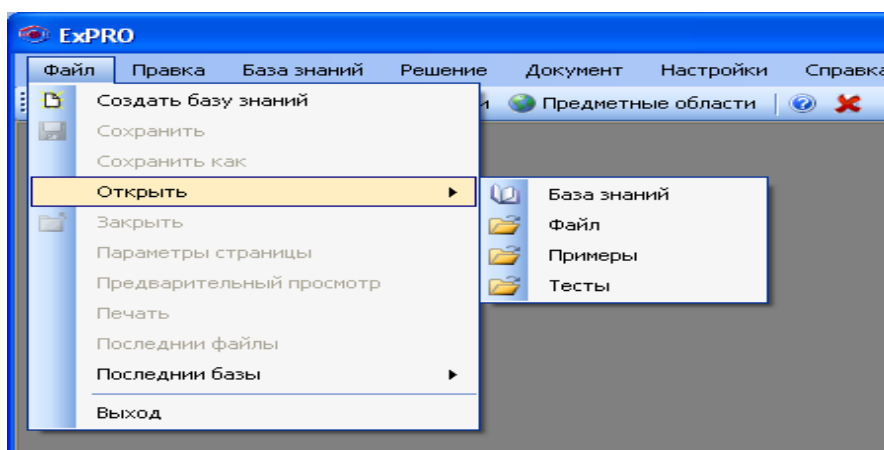 ExPRO
Файл Правка База знаний Решение Документ Настройки Справка
Создать базу знаний
Предметные области
Сохранить
Сохранить как
Открыть
Закрыть
Параметры страницы
Предварительный просмотр
Печать
Последнии файлы
Последнии базы
Выход
База знаний
Файл
Примеры
Тесты